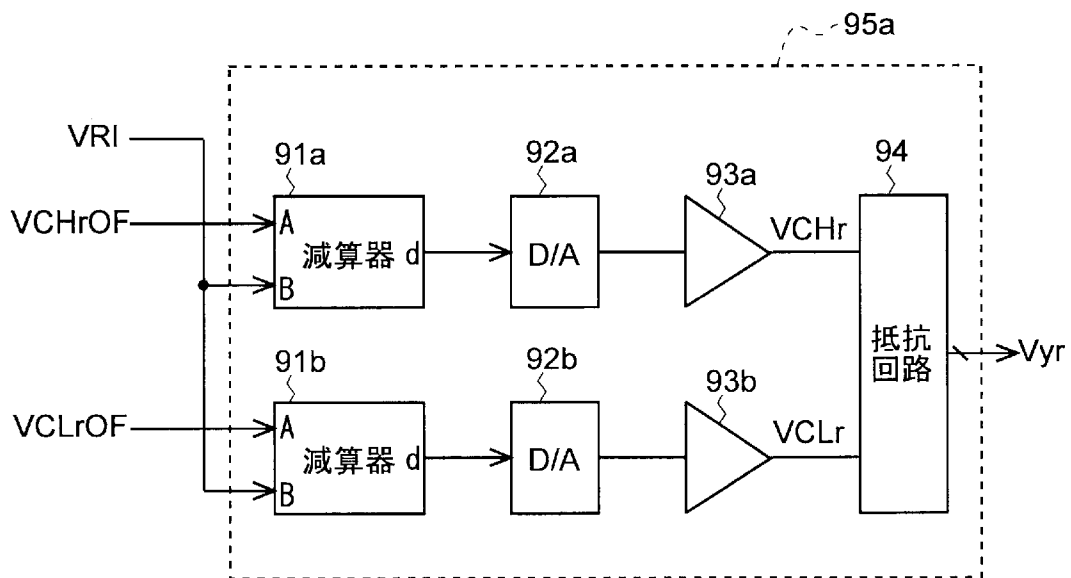 95a
VRI
91a
92a
93a
94
VCHrOF
A
減算器 d
B
D/A
VCHr
抵抗
回路
Vyr
91b
92b
93b
VCLrOF
A
減算器 d
B
D/A
VCLr